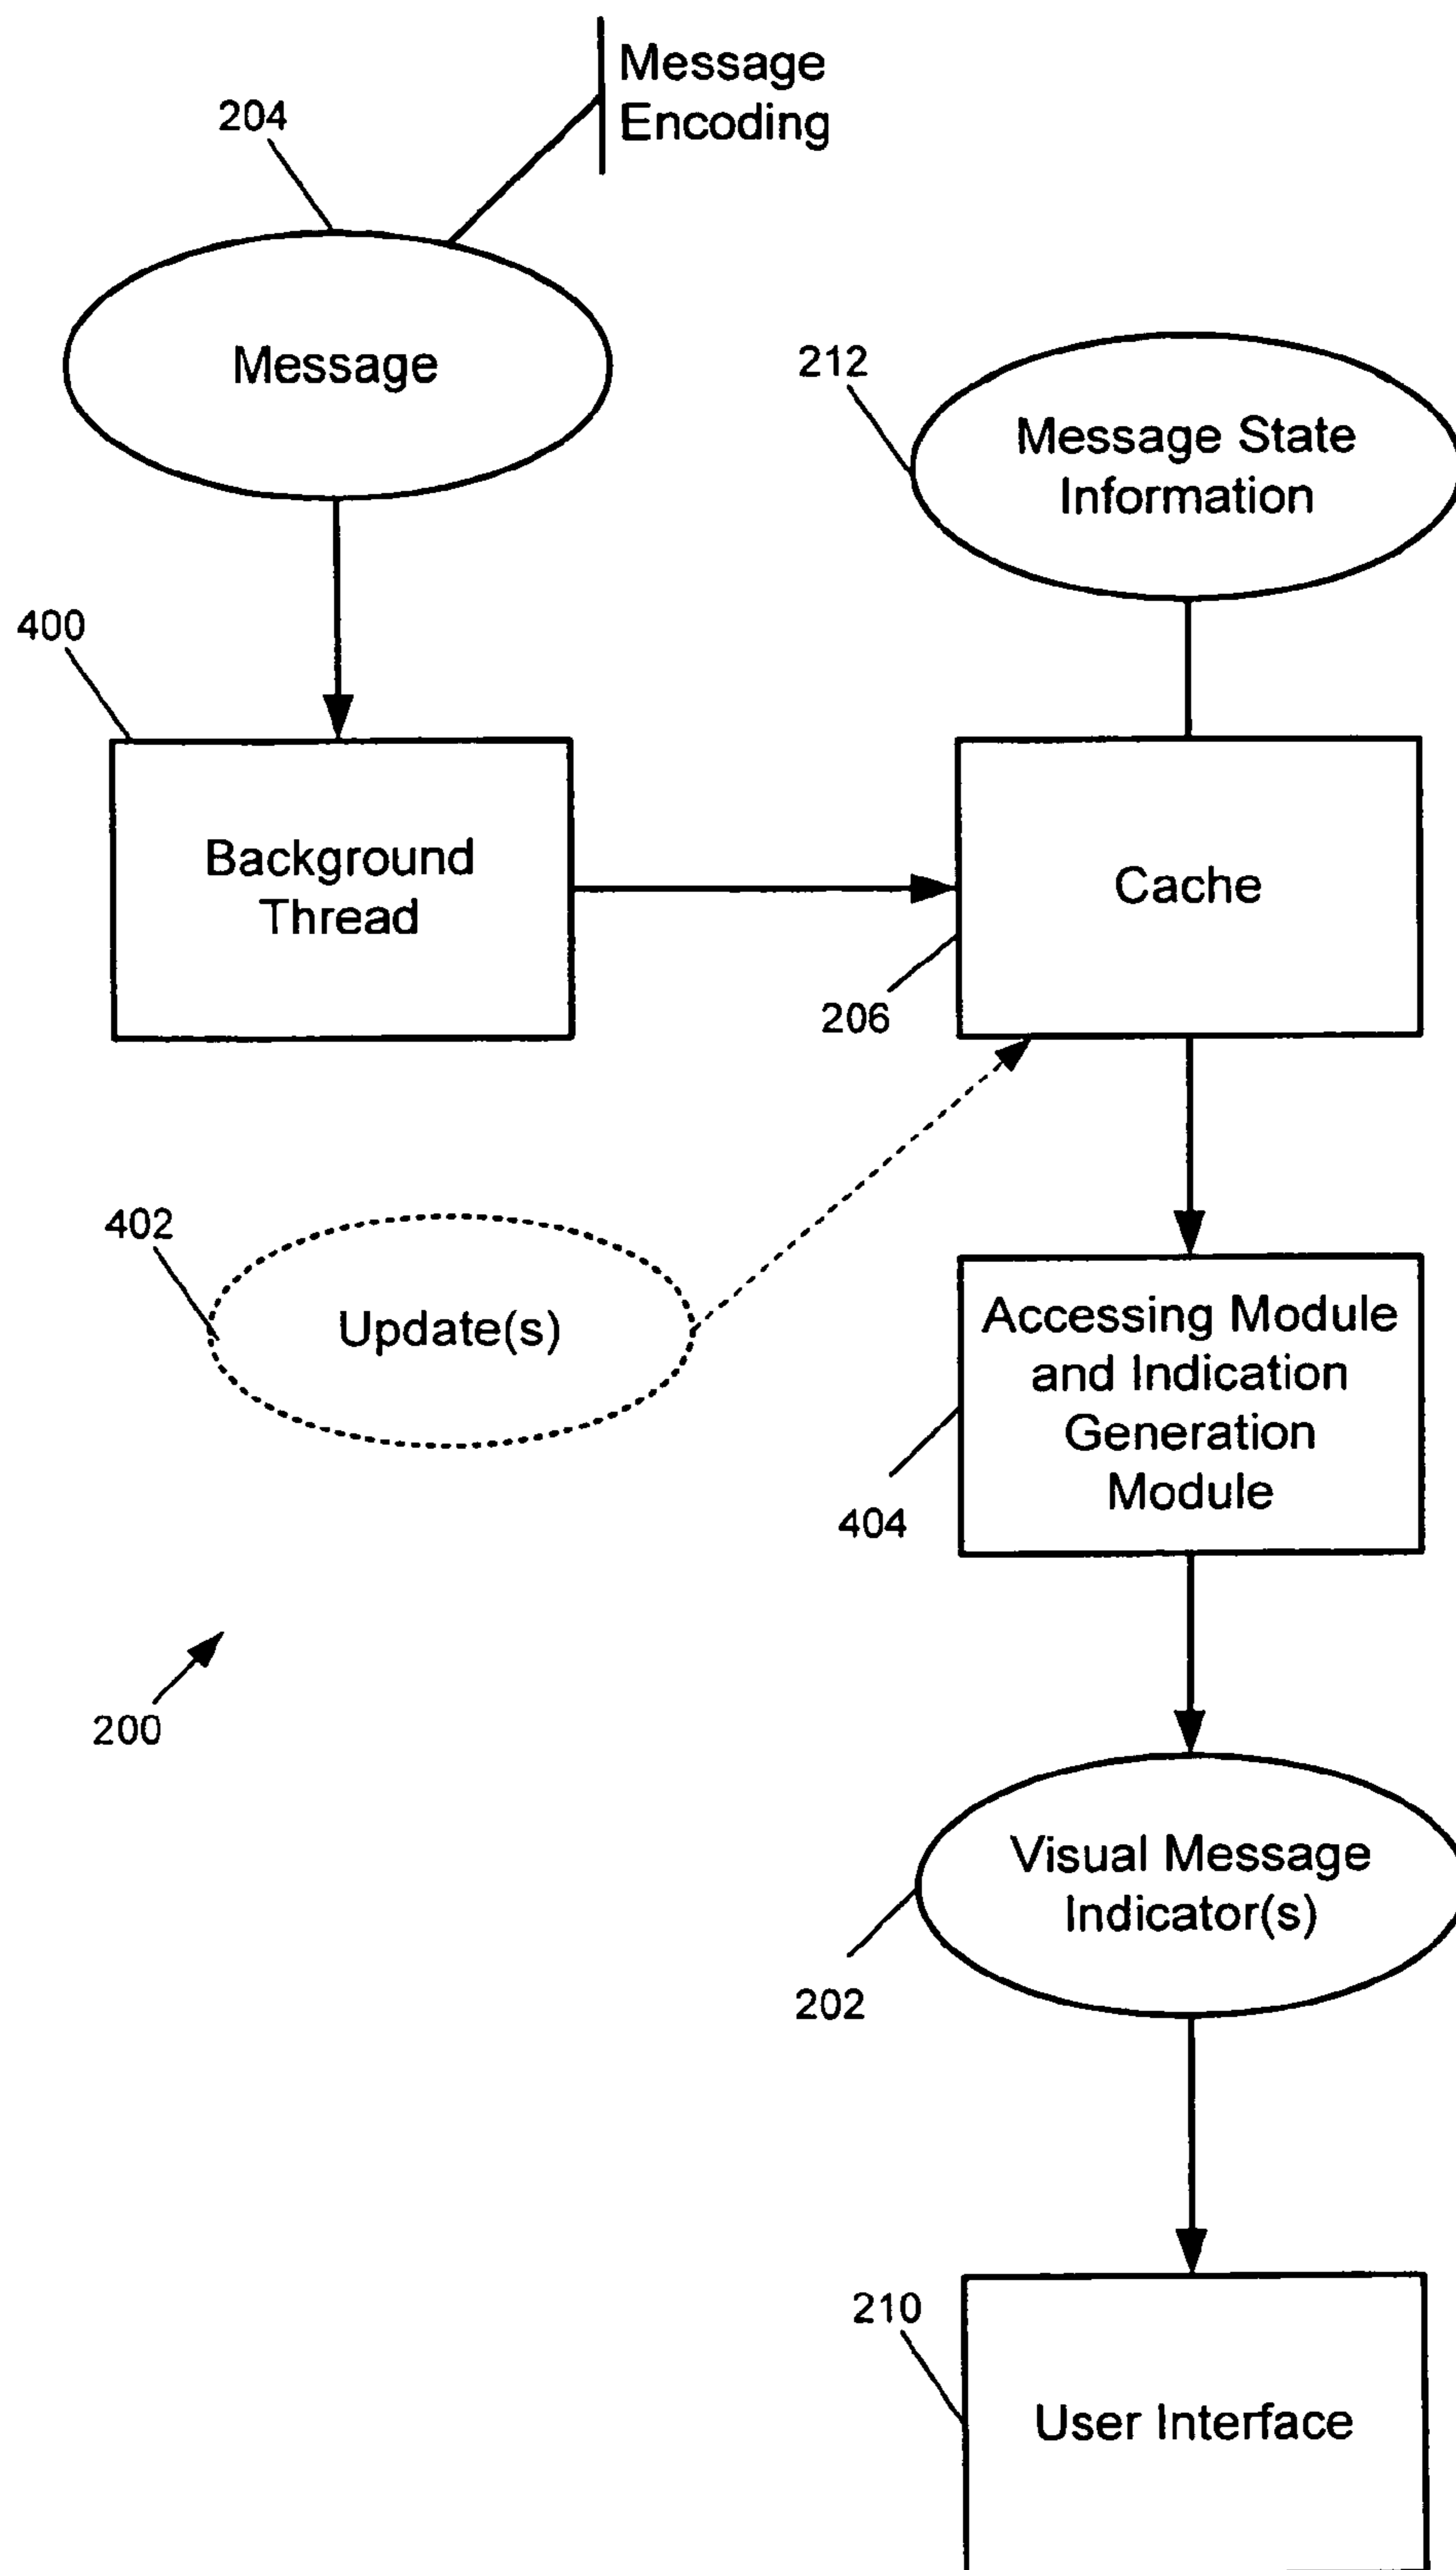 Message
Encoding
204
Message
212
Message State
Information
400
Background
Thread
Cache
206
402
Update(s)
Accessing Module
and Indication
Generation
Module
404
200
Visual Message
Indicator(s)
202
210
User Interface